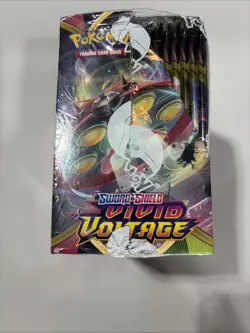 POKÉMON
TRADING CARD GAME
SWORD & SHIELD
VIVID
VOLTAGE